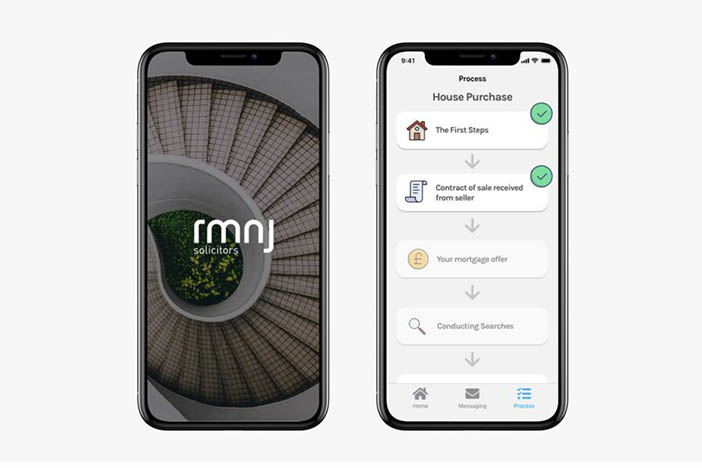 rmnj
solicitors
9:41
Process
House Purchase
The First Steps
Contract of sale received
from seller
£
Your mortgage offer
Conducting Searches
Home
Messaging
Process